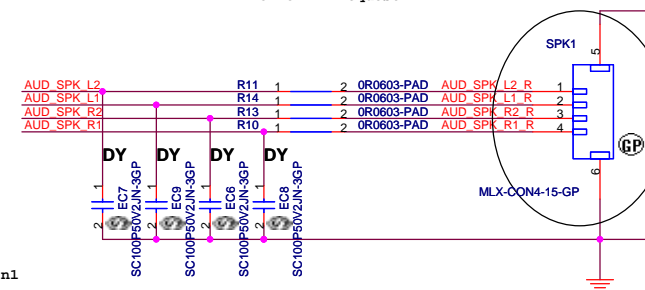 SPK1
5
AUD_SPK_L2 R11 1 2 0R0603-PAD AUD_SPK_L2_R 1
AUD_SPK_L1 R14 1 2 0R0603-PAD AUD_SPK_L1_R 2
AUD_SPK_R2 R13 1 2 0R0603-PAD AUD_SPK_R2_R 3
AUD_SPK_R1 R10 1 2 0R0603-PAD AUD_SPK_R1_R 4
GP
DY DY DY DY
6
MLX-CON4-15-GP
1 1 1 1
2 2 2 2
EC7
SC100P50V2JN-3GP
EC9
SC100P50V2JN-3GP
EC6
SC100P50V2JN-3GP
EC8
SC100P50V2JN-3GP
n1